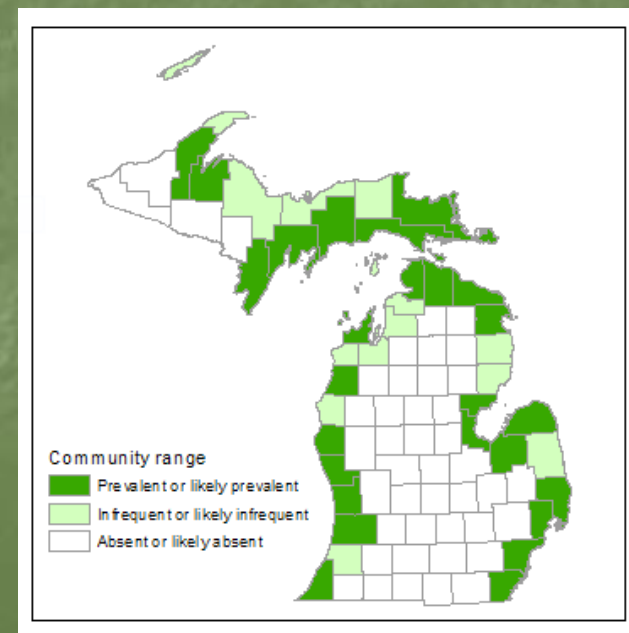 Community range
Prevalent or likely prevalent
Infrequent or likely infrequent
Absent or likely absent